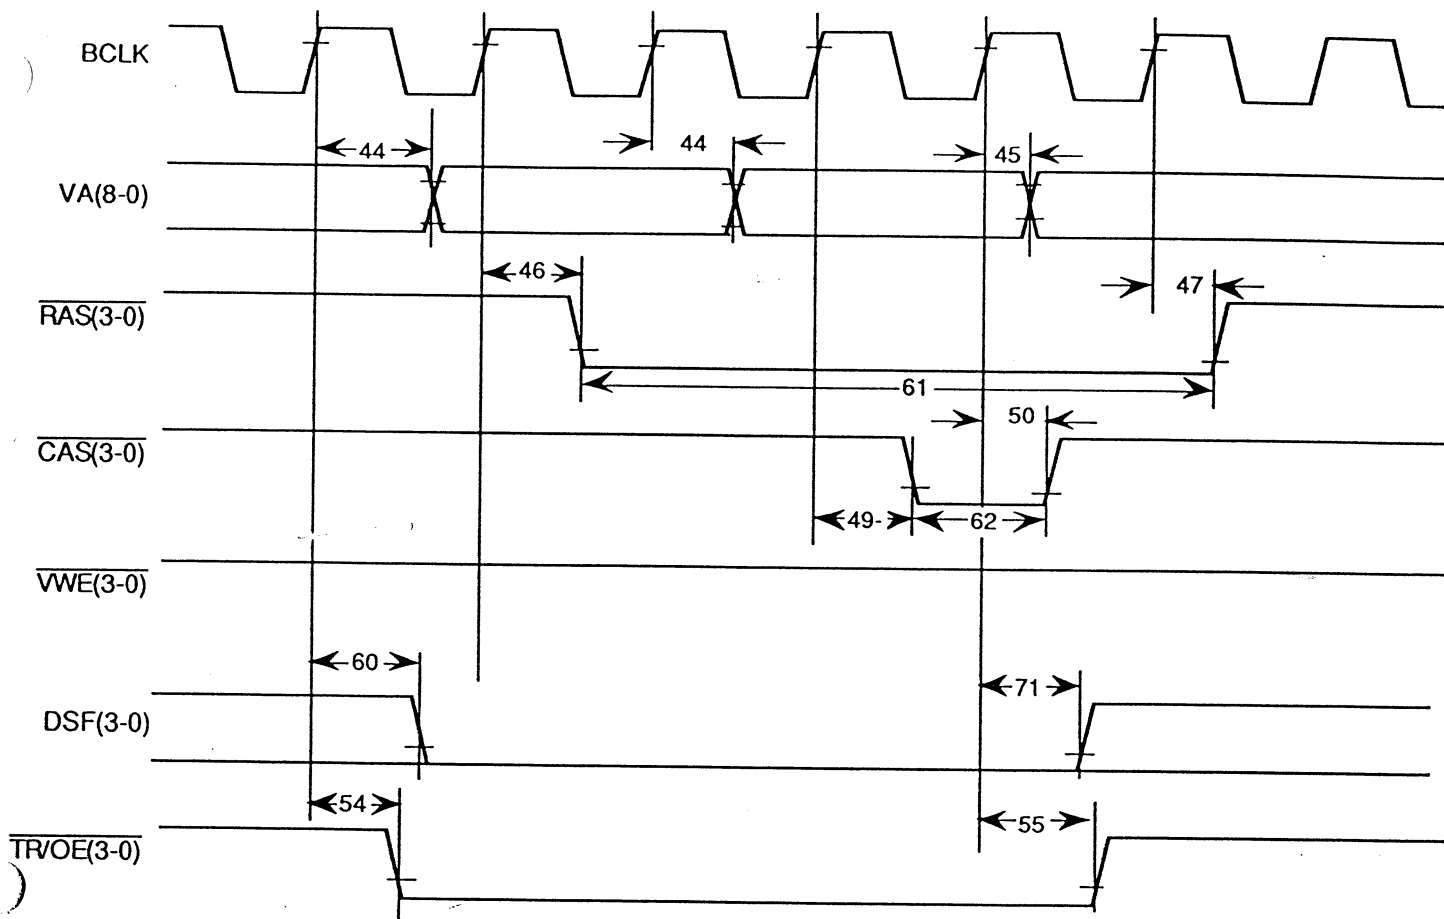 BCLK
44
44
45
VA(8-0)
46
47
RAS(3-0)
61
50
CAS(3-0)
49-
62
VWE(3-0)
60
71
DSF(3-0)
54
55
TR/OE(3-0)